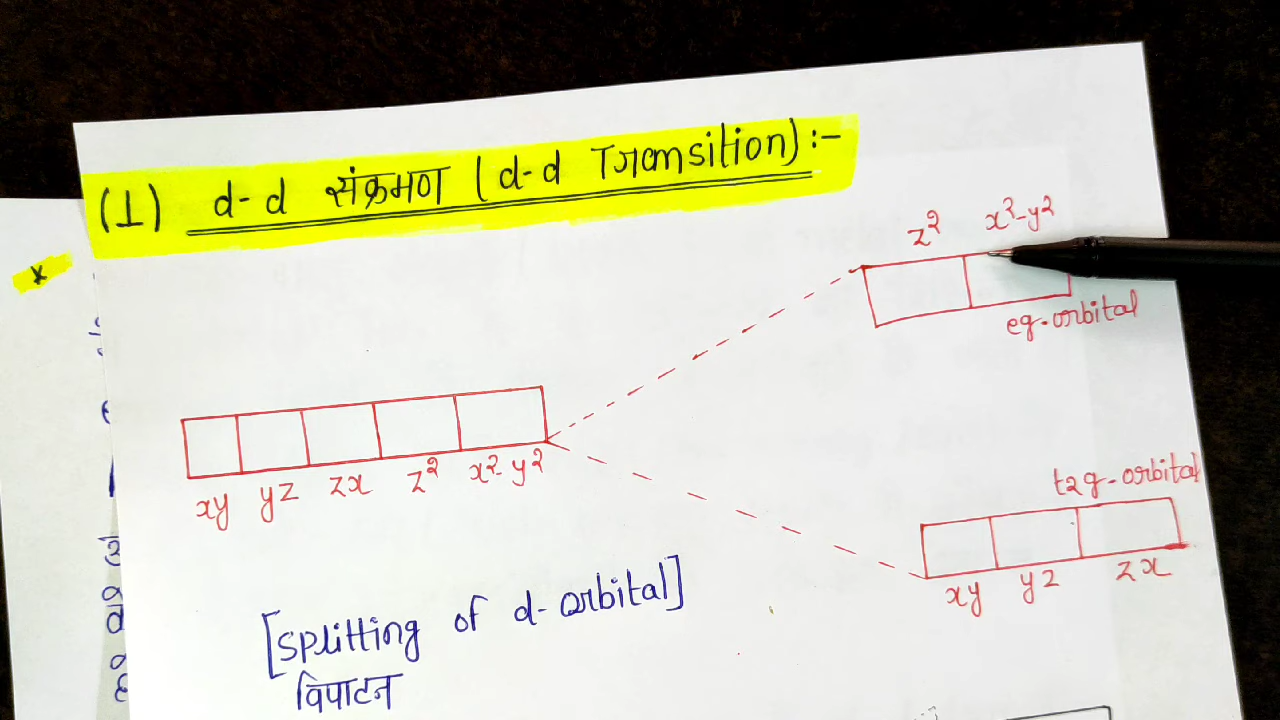 (1) d-d संक्रमण (d-d Transition):-
x
z² x²-y²
eg-orbital
xy yz zx z² x²-y²
t2g-orbital
xy yz zx
[splitting of d-orbital]
विपाटन